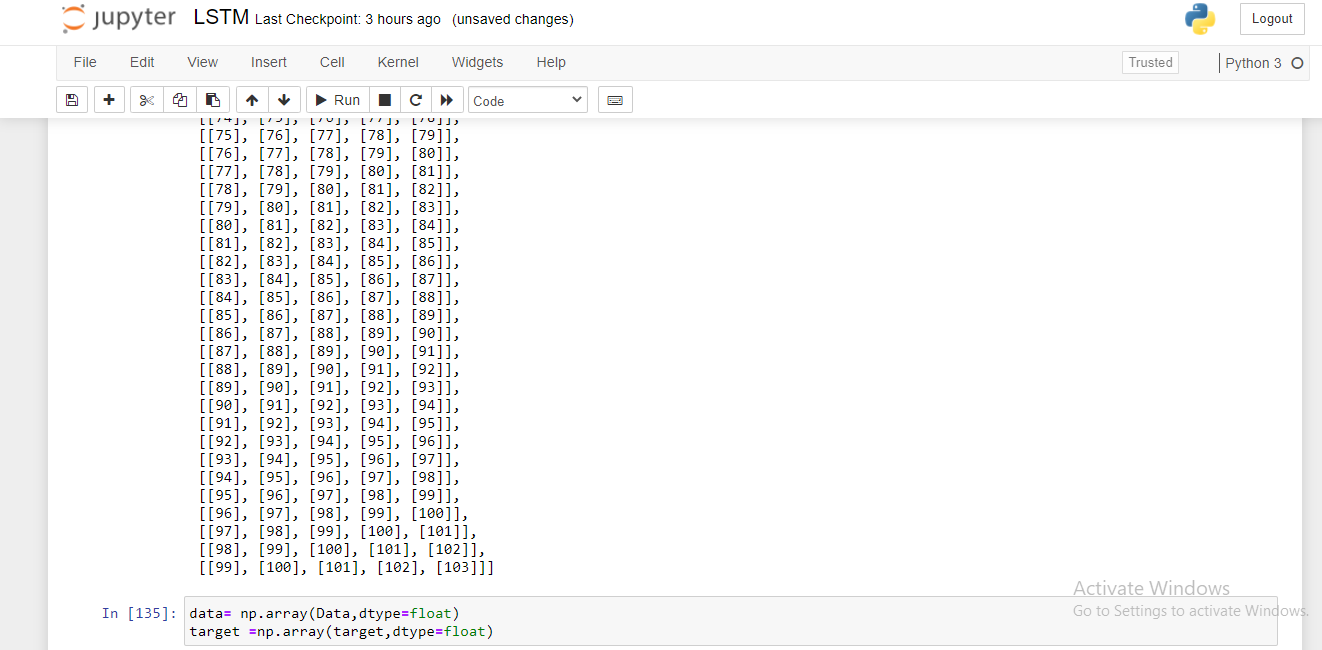 jupyter LSTM Last Checkpoint: 3 hours ago (unsaved changes) Logout
File Edit View Insert Cell Kernel Widgets Help Trusted Python 3
Run Code
[[74], [75], [76], [77], [78]],
[[75], [76], [77], [78], [79]],
[[76], [77], [78], [79], [80]],
[[77], [78], [79], [80], [81]],
[[78], [79], [80], [81], [82]],
[[79], [80], [81], [82], [83]],
[[80], [81], [82], [83], [84]],
[[81], [82], [83], [84], [85]],
[[82], [83], [84], [85], [86]],
[[83], [84], [85], [86], [87]],
[[84], [85], [86], [87], [88]],
[[85], [86], [87], [88], [89]],
[[86], [87], [88], [89], [90]],
[[87], [88], [89], [90], [91]],
[[88], [89], [90], [91], [92]],
[[89], [90], [91], [92], [93]],
[[90], [91], [92], [93], [94]],
[[91], [92], [93], [94], [95]],
[[92], [93], [94], [95], [96]],
[[93], [94], [95], [96], [97]],
[[94], [95], [96], [97], [98]],
[[95], [96], [97], [98], [99]],
[[96], [97], [98], [99], [100]],
[[97], [98], [99], [100], [101]],
[[98], [99], [100], [101], [102]],
[[99], [100], [101], [102], [103]]]
Activate Windows
Go to Settings to activate Windows.
In [135]: data= np.array(Data,dtype=float)
target =np.array(target,dtype=float)